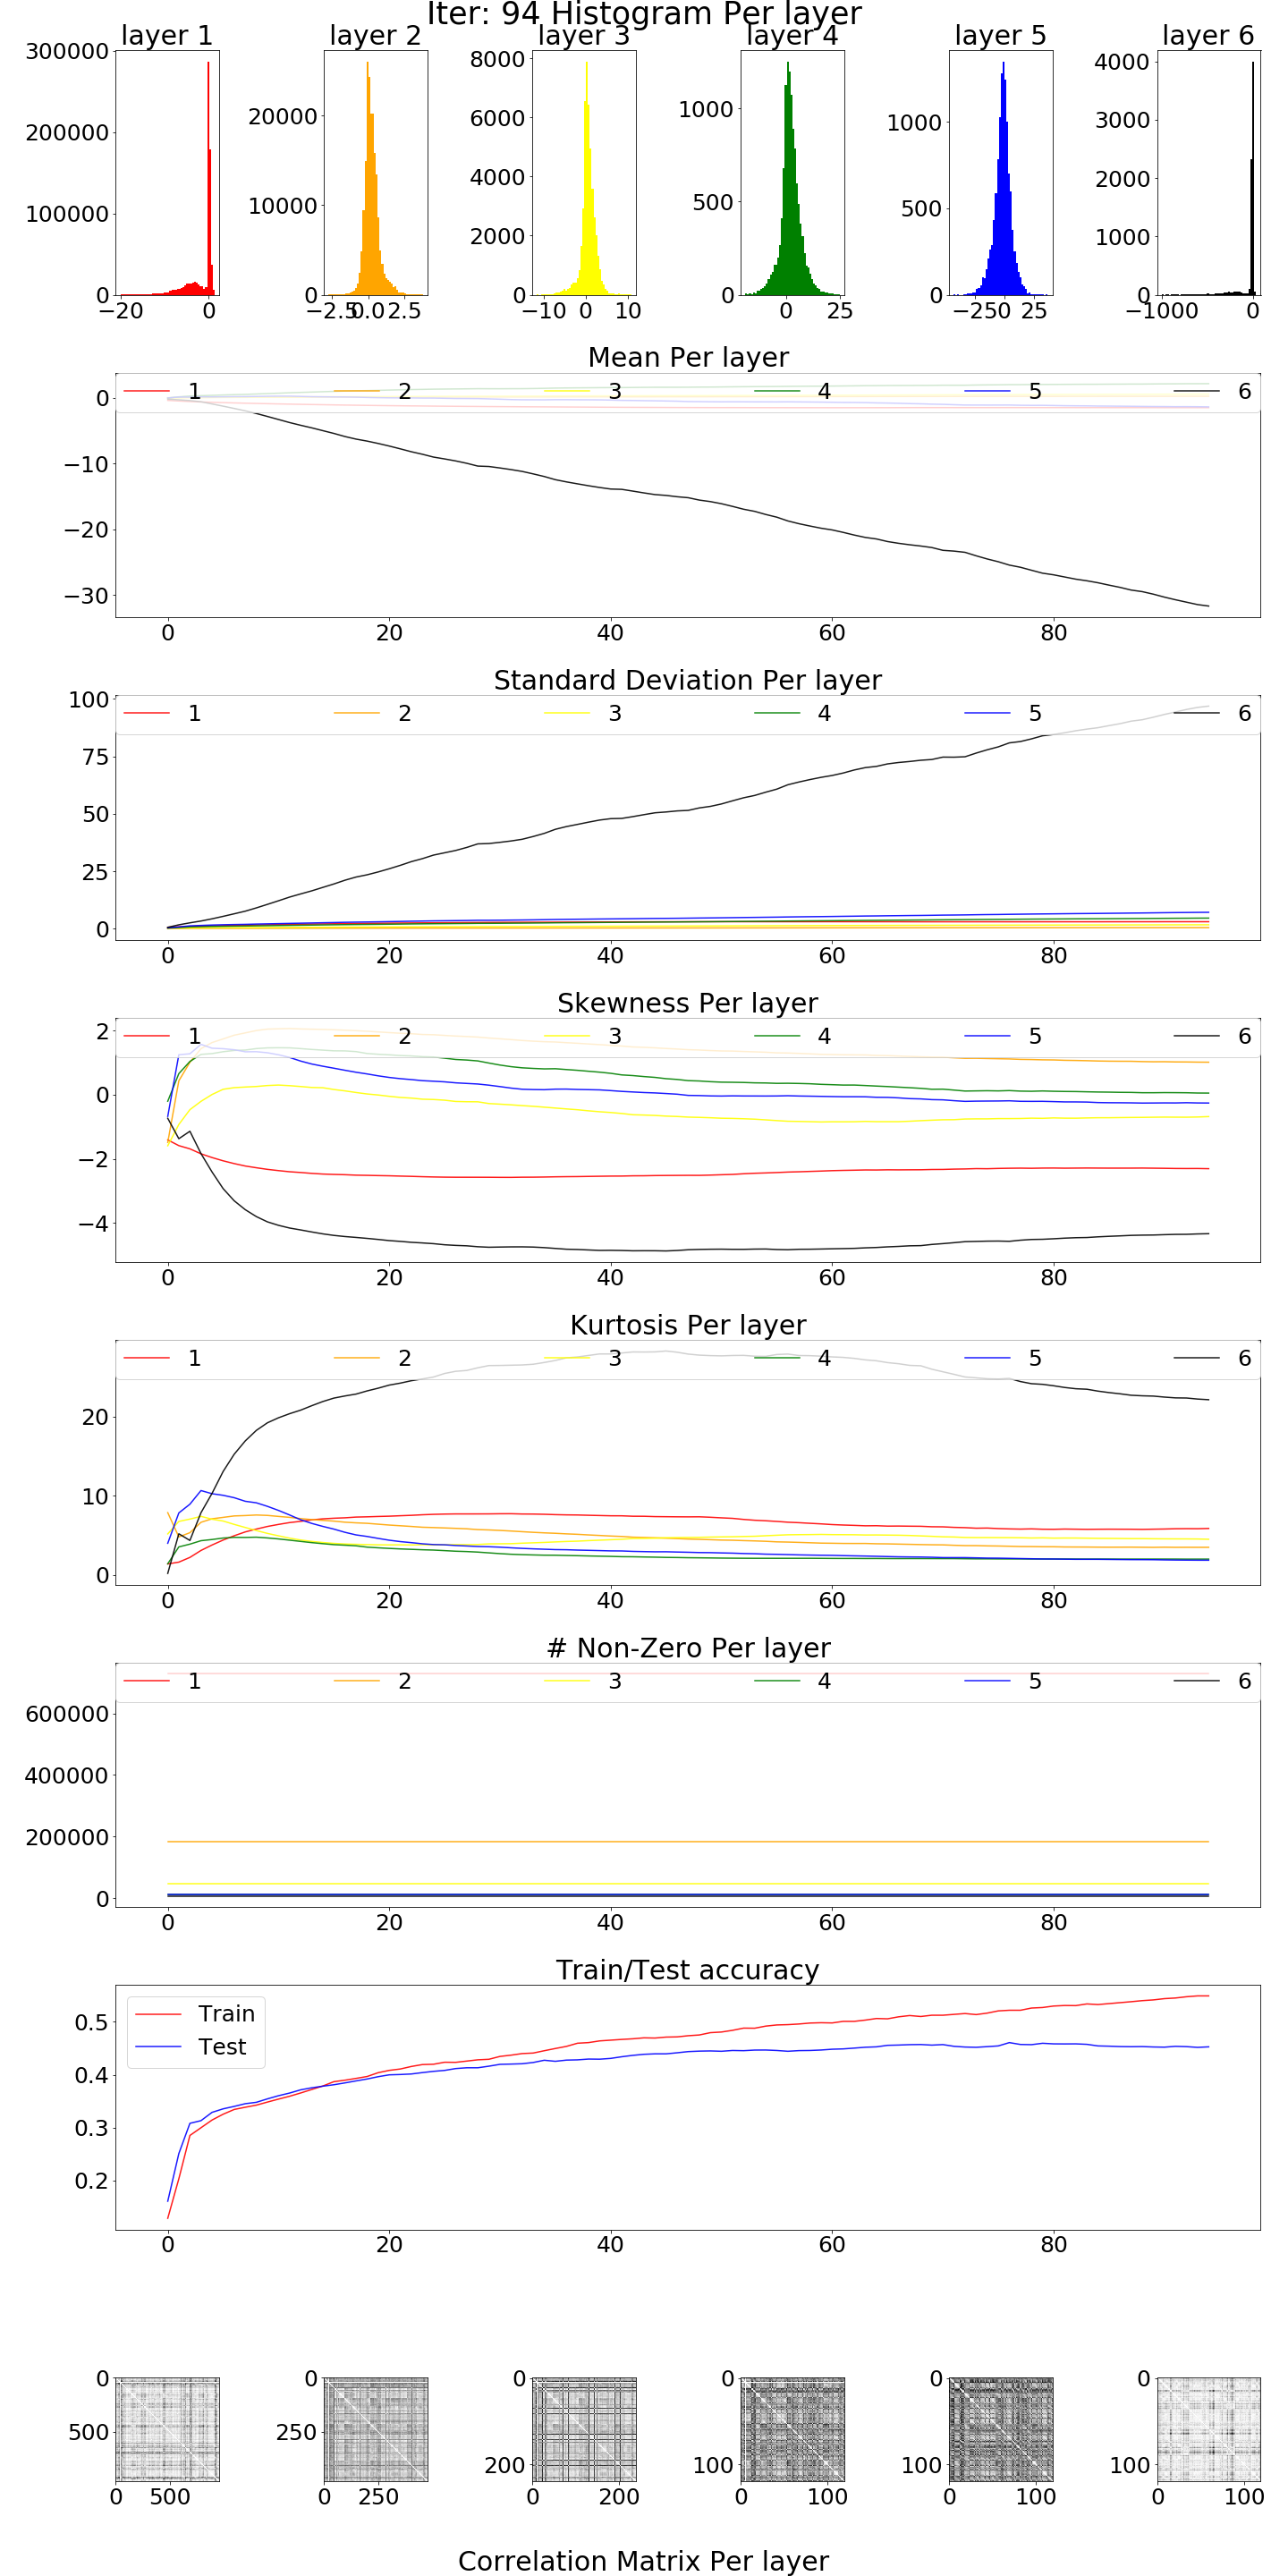 Iter: 94 Histogram Per layer
layer 1 layer 2 layer 3 layer 4 layer 5 layer 6
300000 200000 100000 0
−20 0
20000 10000 0
−2.5 0.0 2.5
8000 6000 4000 2000 0
−10 0 10
1000 500 0
0 25
1000 500 0
−25 0 25
4000 3000 2000 1000 0
−1000 0
Mean Per layer
1 2 3 4 5 6
0 −10 −20 −30
0 20 40 60 80
Standard Deviation Per layer
1 2 3 4 5 6
100 75 50 25 0
0 20 40 60 80
Skewness Per layer
1 2 3 4 5 6
2 0 −2 −4
0 20 40 60 80
Kurtosis Per layer
1 2 3 4 5 6
20 10 0
0 20 40 60 80
# Non-Zero Per layer
1 2 3 4 5 6
600000 400000 200000 0
0 20 40 60 80
Train/Test accuracy
Train
Test
0.5 0.4 0.3 0.2
0 20 40 60 80
0 500
0 500
0 250
0 250
0 200
0 200
0 100
0 100
0 100
0 100
0 100
0 100
Correlation Matrix Per layer